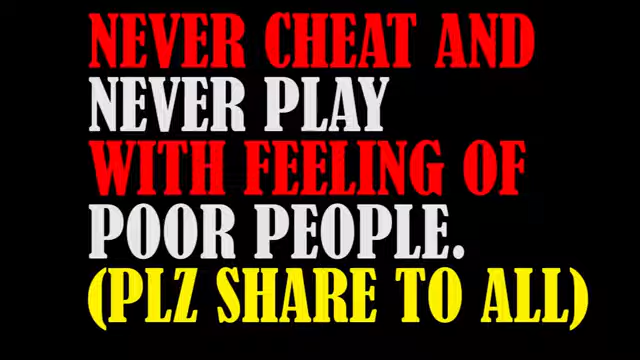 NEVER CHEAT AND
NEVER PLAY
WITH FEELING OF
POOR PEOPLE.
(PLZ SHARE TO ALL)